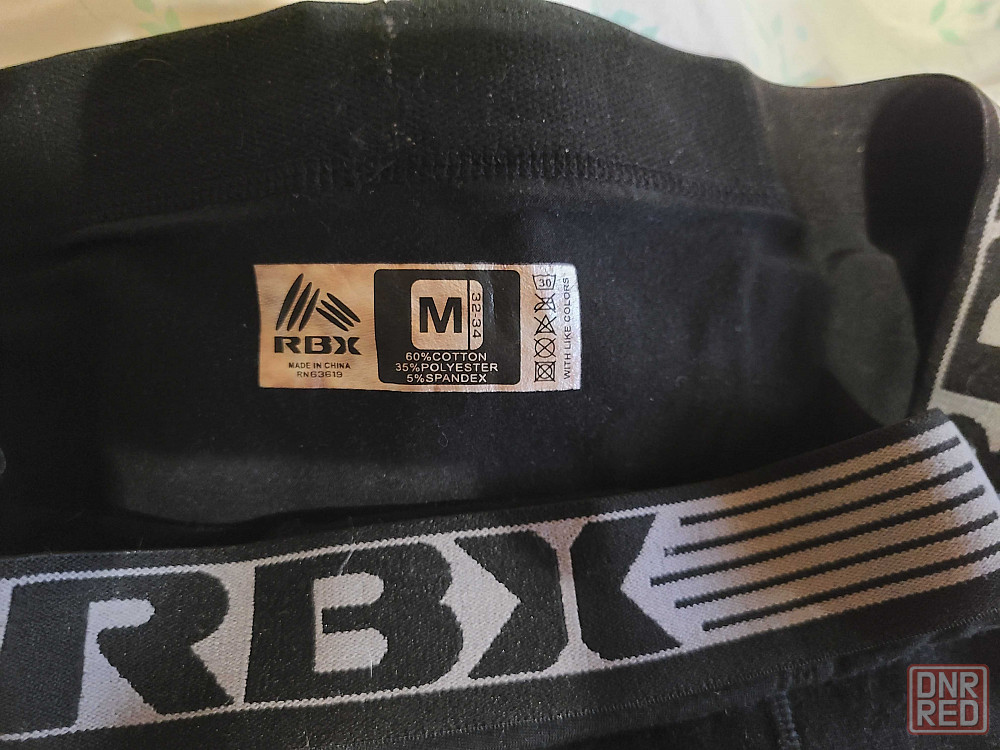 RBX
MADE IN CHINA
RN63619
M
32-34
60%COTTON
35%POLYESTER
5%SPANDEX
30
WITH LIKE COLORS
RBX
DNR
RED